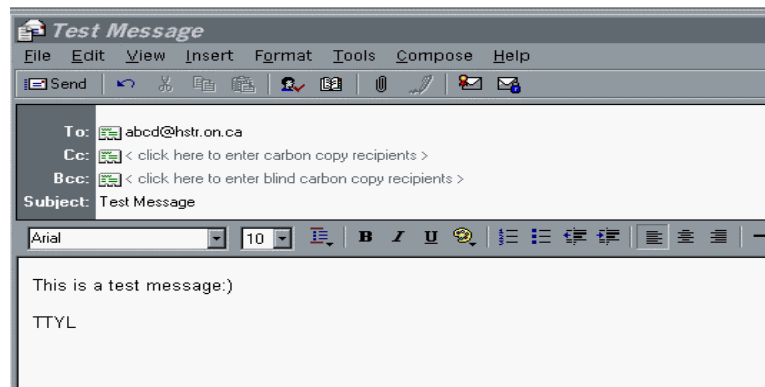 Test Message
File Edit View Insert Format Tools Compose Help
Send
To: abcd@hstr.on.ca
Cc: < click here to enter carbon copy recipients >
Bcc: < click here to enter blind carbon copy recipients >
Subject: Test Message
Arial 10 B I U
This is a test message:)
TTYL